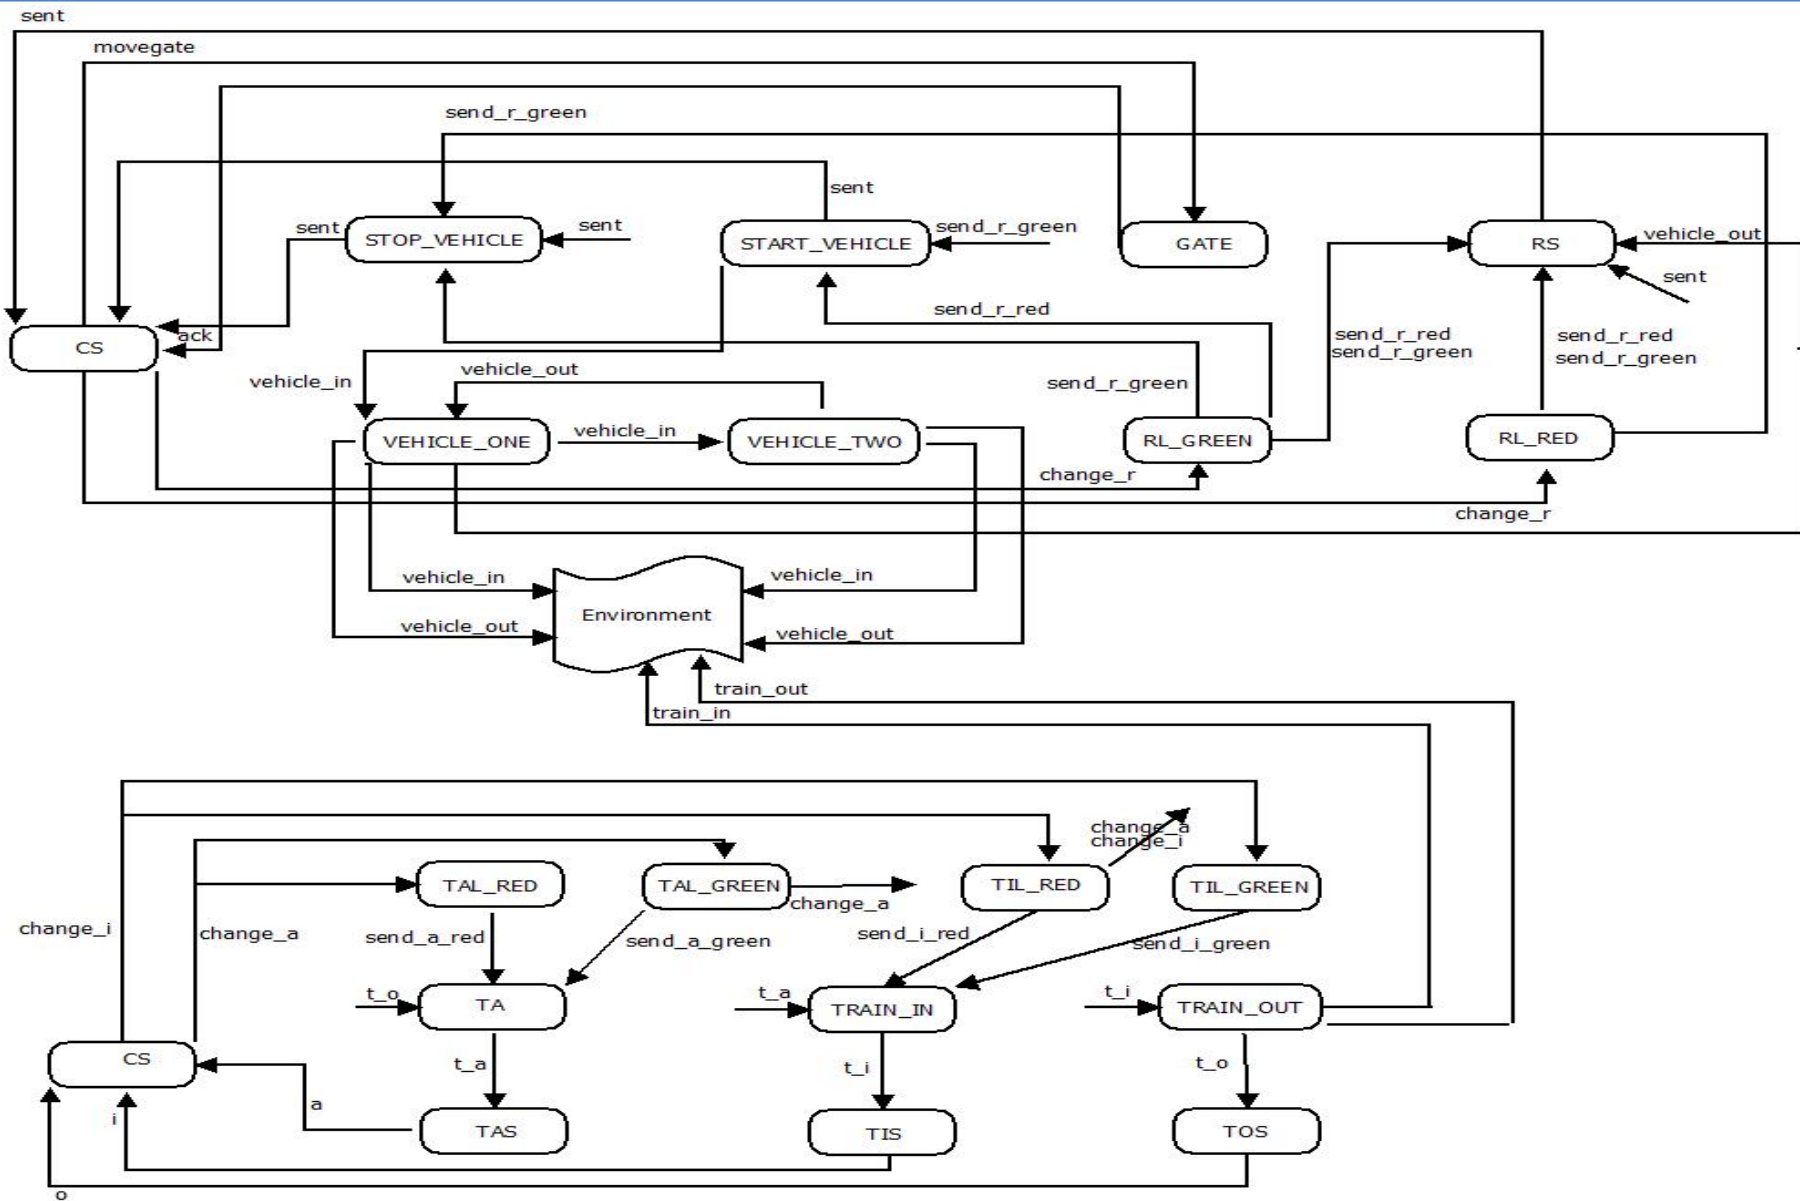 sent
movegate
send_r_green
sent
sent
STOP_VEHICLE
sent
START_VEHICLE
send_r_green
GATE
RS
vehicle_out
sent
send_r_red
CS
ack
send_r_red
send_r_green
send_r_red
send_r_green
vehicle_in
vehicle_out
send_r_green
VEHICLE_ONE
vehicle_in
VEHICLE_TWO
RL_GREEN
RL_RED
change_r
change_r
vehicle_in
vehicle_in
Environment
vehicle_out
vehicle_out
train_out
train_in
change_a
change_i
TAL_RED
TAL_GREEN
change_a
TIL_RED
TIL_GREEN
change_i
change_a
send_a_red
send_a_green
send_i_red
send_i_green
t_o
TA
t_a
TRAIN_IN
t_i
TRAIN_OUT
CS
t_a
t_i
t_o
a
i
TAS
TIS
TOS
o